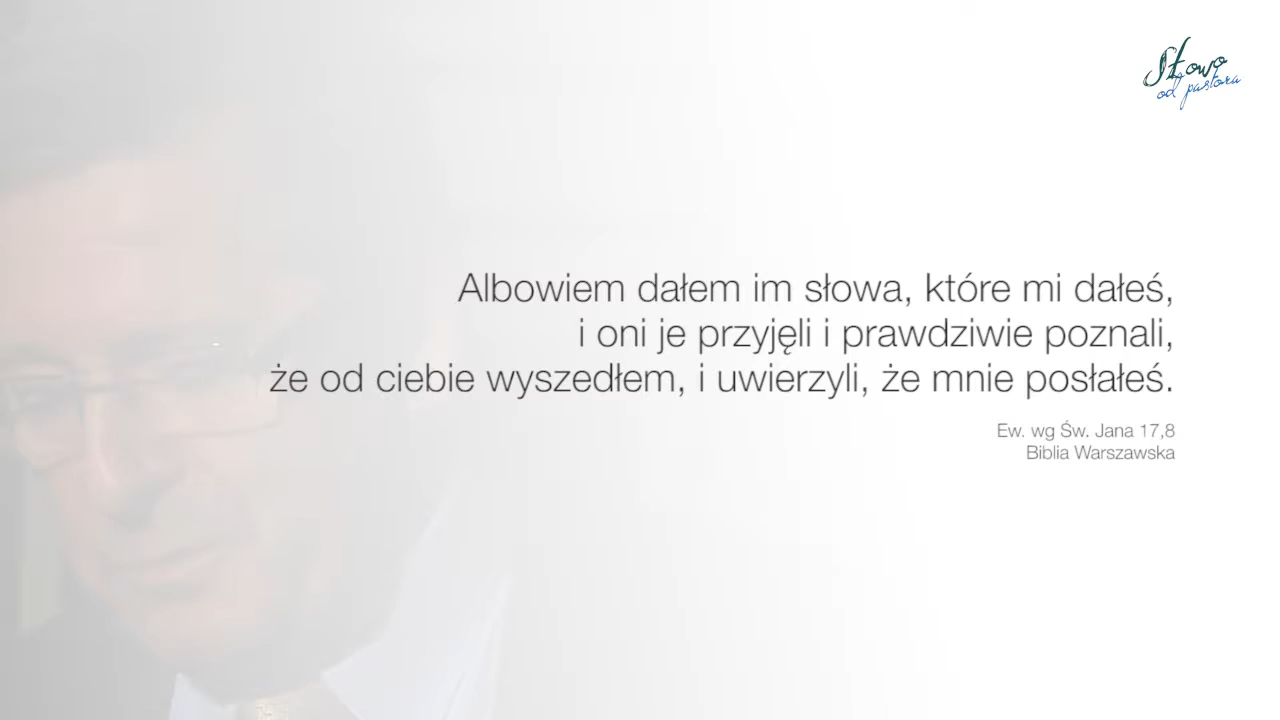 Słowo
od pastora
Albowiem dałem im słowa, które mi dałeś,
i oni je przyjęli i prawdziwie poznali,
że od ciebie wyszedłem, i uwierzyli, że mnie posłałeś.
Ew. wg Św. Jana 17,8
Biblia Warszawska